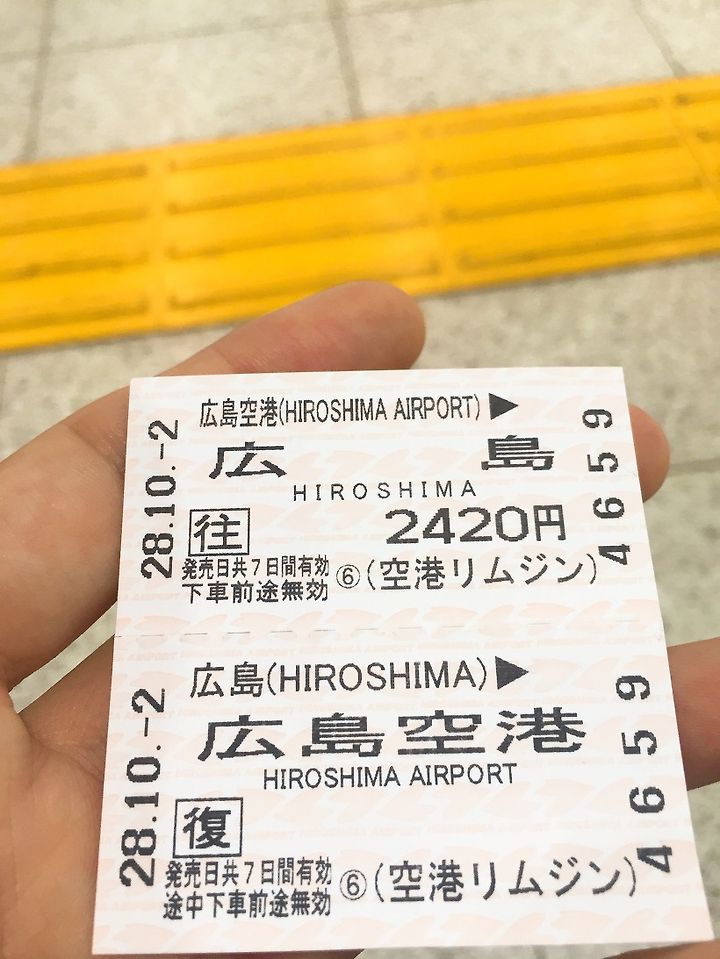 広島空港(HIROSHIMA AIRPORT)▶
広島
HIROSHIMA
28.10.-2
往
2420円
発売日共7日間有効
下車前途無効
⑥(空港リムジン)
4659
広島(HIROSHIMA)▶
広島空港
HIROSHIMA AIRPORT
28.10.-2
復
発売日共7日間有効
途中下車前途無効
⑥(空港リムジン)
4659